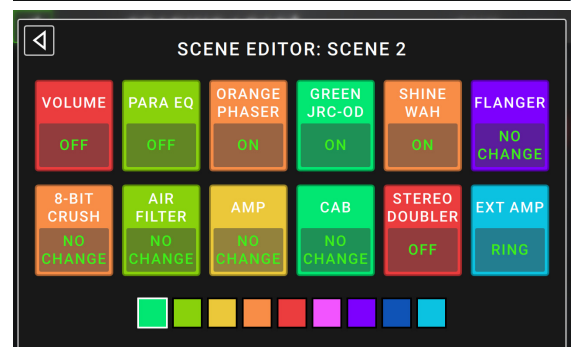 SCENE EDITOR: SCENE 2
VOLUME
OFF
PARA EQ
OFF
ORANGE
PHASER
ON
GREEN
JRC-OD
ON
SHINE
WAH
ON
FLANGER
NO
CHANGE
8-BIT
CRUSH
NO
CHANGE
AIR
FILTER
NO
CHANGE
AMP
NO
CHANGE
CAB
NO
CHANGE
STEREO
DOUBLER
OFF
EXT AMP
RING